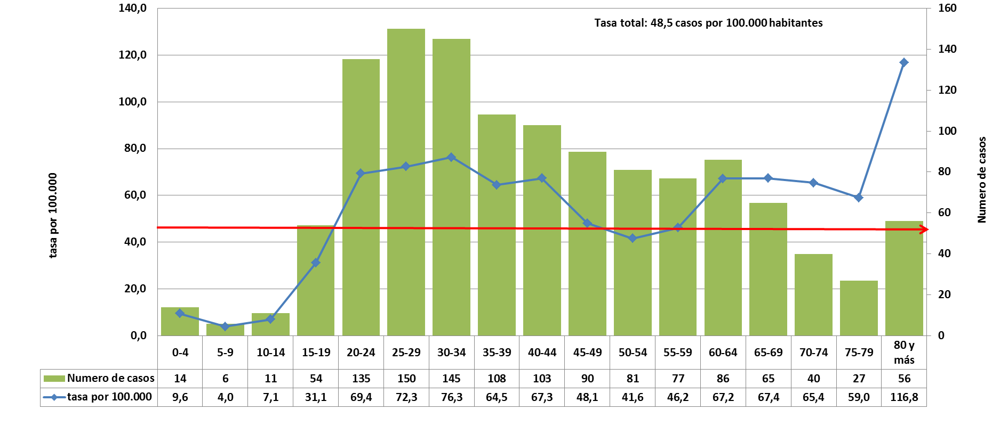 Tasa total: 48,5 casos por 100.000 habitantes
140,0
120,0
100,0
80,0
60,0
40,0
20,0
0,0
tasa por 100.000
160
140
120
100
80
60
40
20
0
Numero de casos
0-4 5-9 10-14 15-19 20-24 25-29 30-34 35-39 40-44 45-49 50-54 55-59 60-64 65-69 70-74 75-79 80 y más
Numero de casos 14 6 11 54 135 150 145 108 103 90 81 77 86 65 40 27 56
tasa por 100.000 9,6 4,0 7,1 31,1 69,4 72,3 76,3 64,5 67,3 48,1 41,6 46,2 67,2 67,4 65,4 59,0 116,8